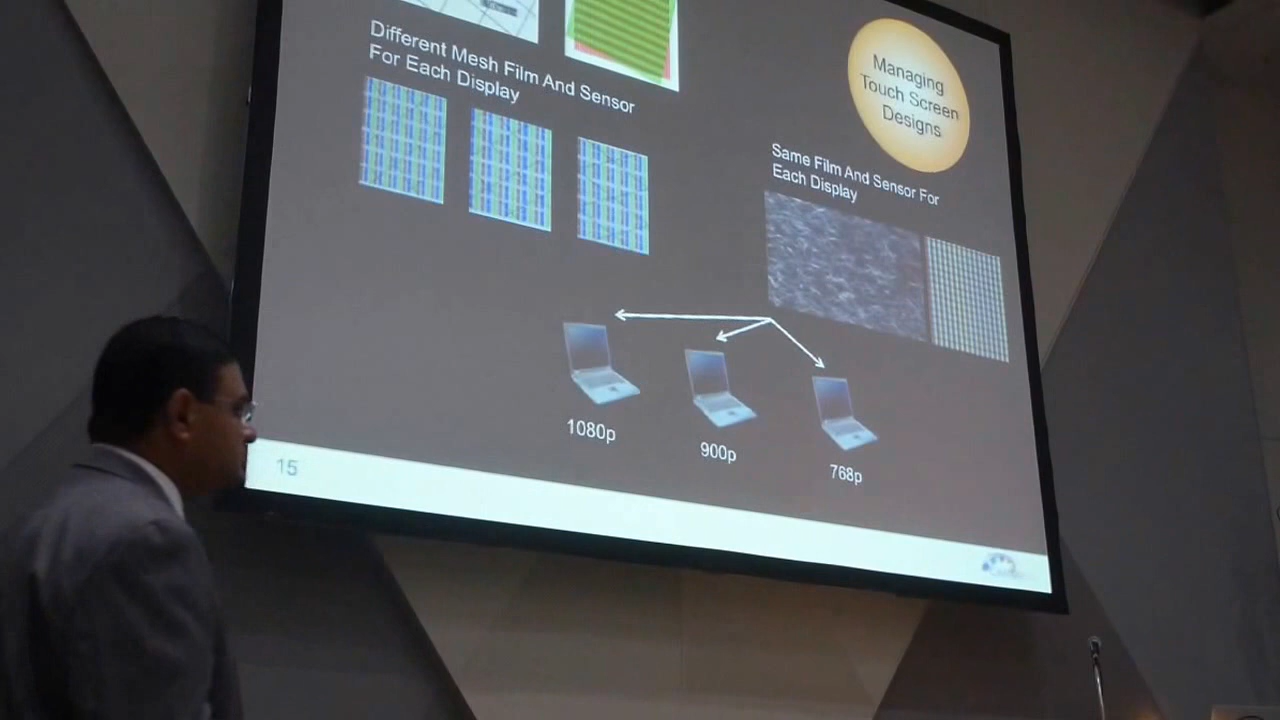 Different Mesh Film And Sensor
For Each Display
Managing
Touch Screen
Designs
Same Film And Sensor For
Each Display
1080p
900p
768p
15